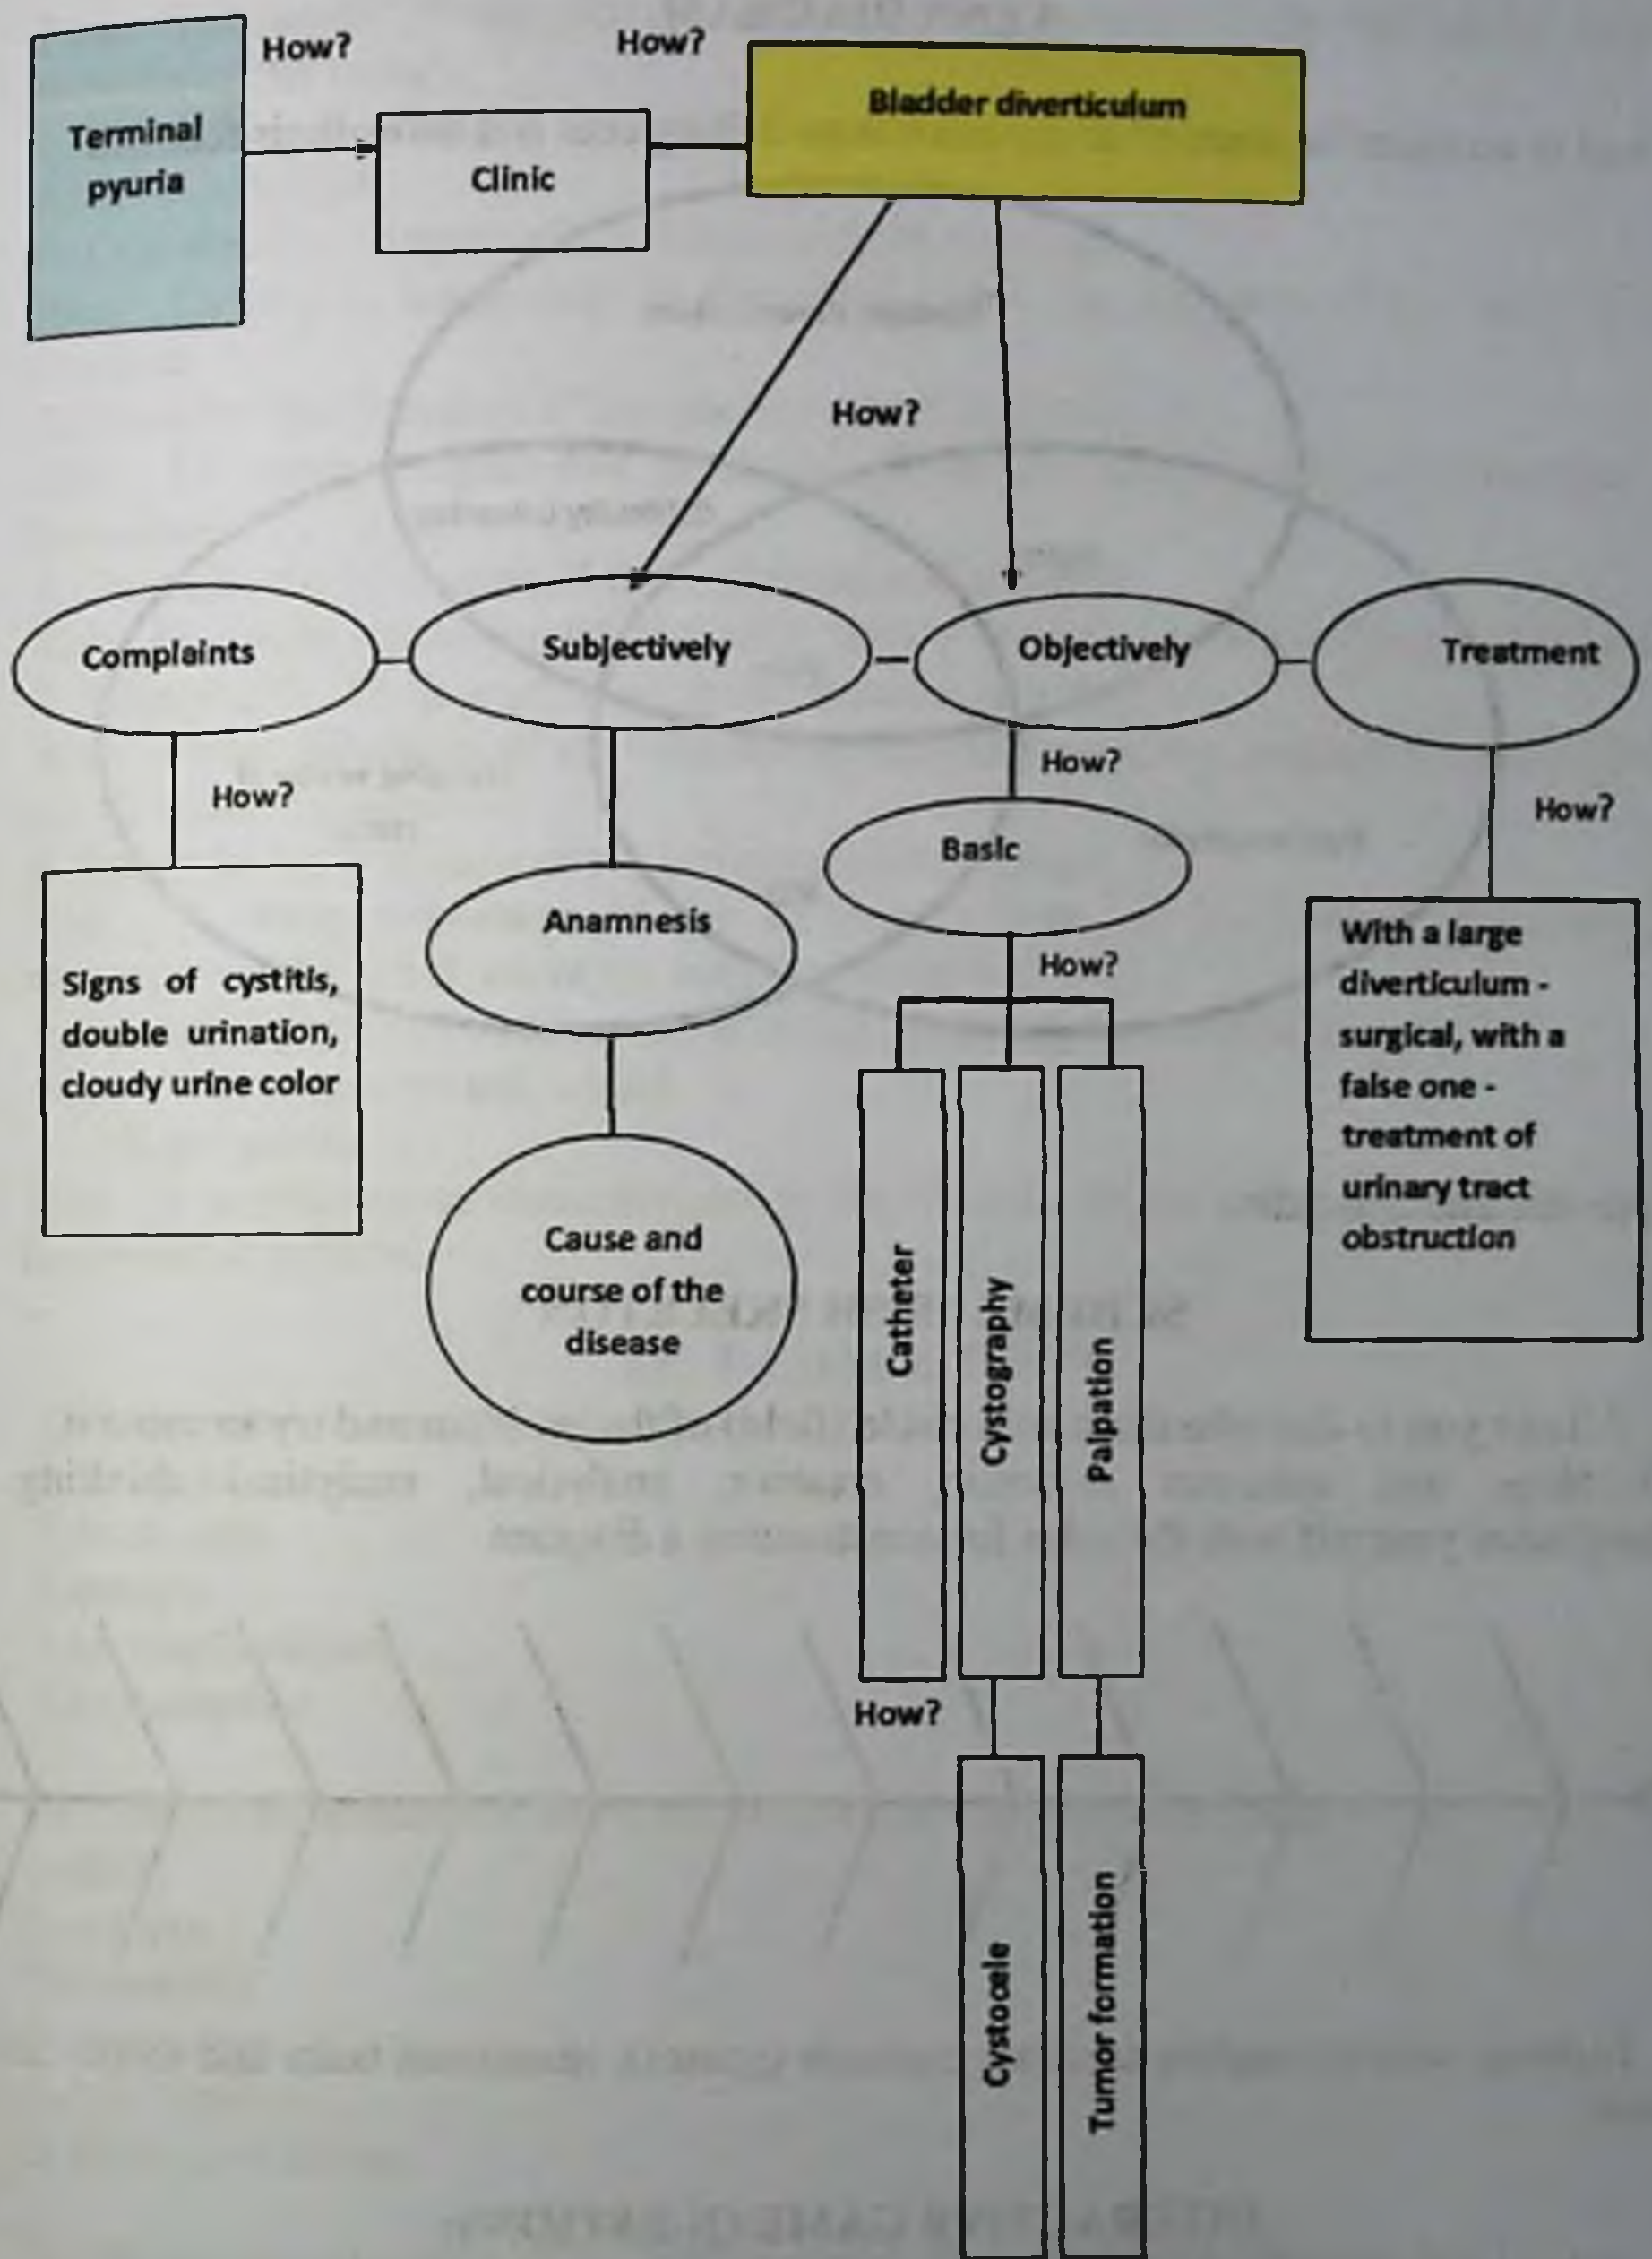 How?
How?
Terminal
pyuria
Clinic
Bladder diverticulum
How?
Complaints
Subjectively
Objectively
Treatment
How?
How?
How?
Signs of cystitis,
double urination,
cloudy urine color
Anamnesis
Basic
How?
With a large
diverticulum -
surgical, with a
false one -
treatment of
urinary tract
obstruction
Cause and
course of the
disease
Catheter
Cystography
Palpation
How?
Cystocele
Tumor formation